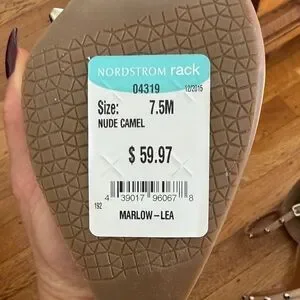 NORDSTROM rack
04319 12/2015
Size: 7.5M
NUDE CAMEL
$ 59.97
4 39017 96067 8
192
MARLOW-LEA